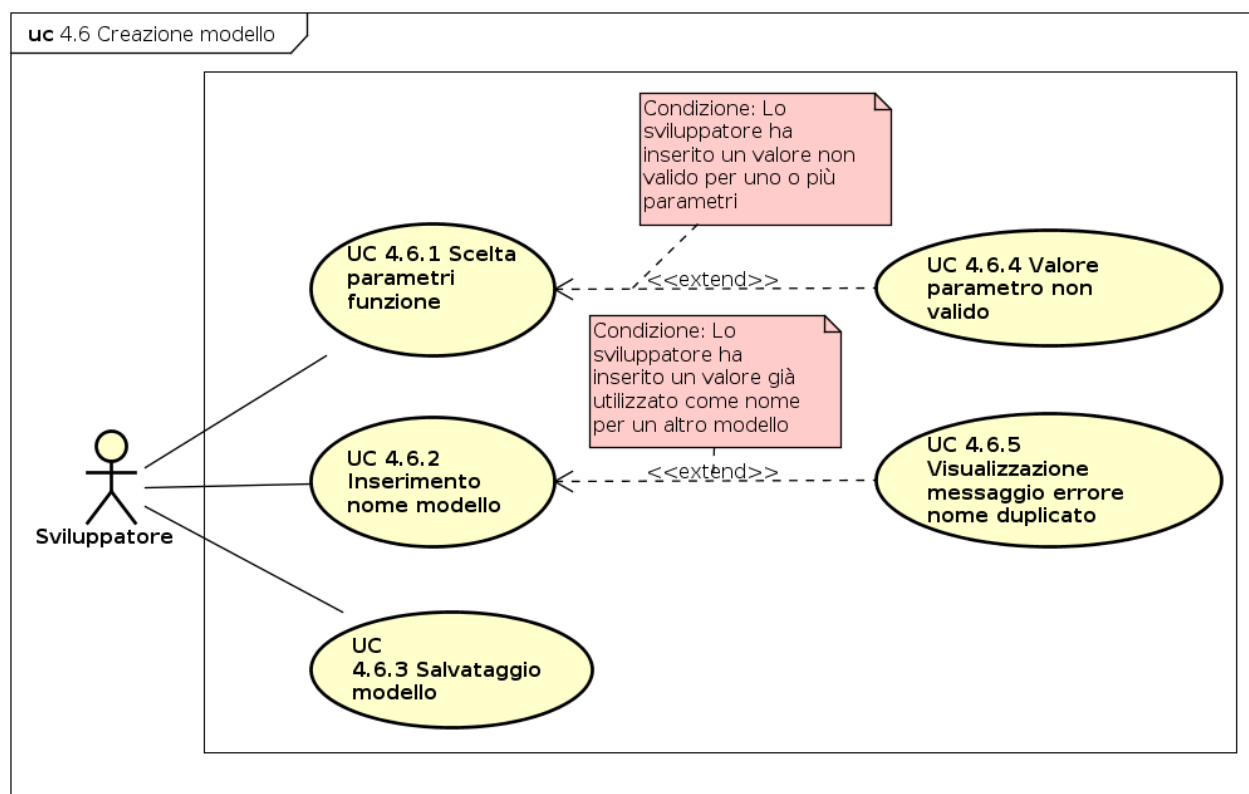 uc 4.6 Creazione modello
Condizione: Lo
sviluppatore ha
inserito un valore non
valido per uno o più
parametri
UC 4.6.1 Scelta
parametri
funzione
<<extend>>
UC 4.6.4 Valore
parametro non
valido
Condizione: Lo
sviluppatore ha
inserito un valore già
utilizzato come nome
per un altro modello
UC 4.6.2
Inserimento
nome modello
<<extend>>
UC 4.6.5
Visualizzazione
messaggio errore
nome duplicato
Sviluppatore
UC
4.6.3 Salvataggio
modello